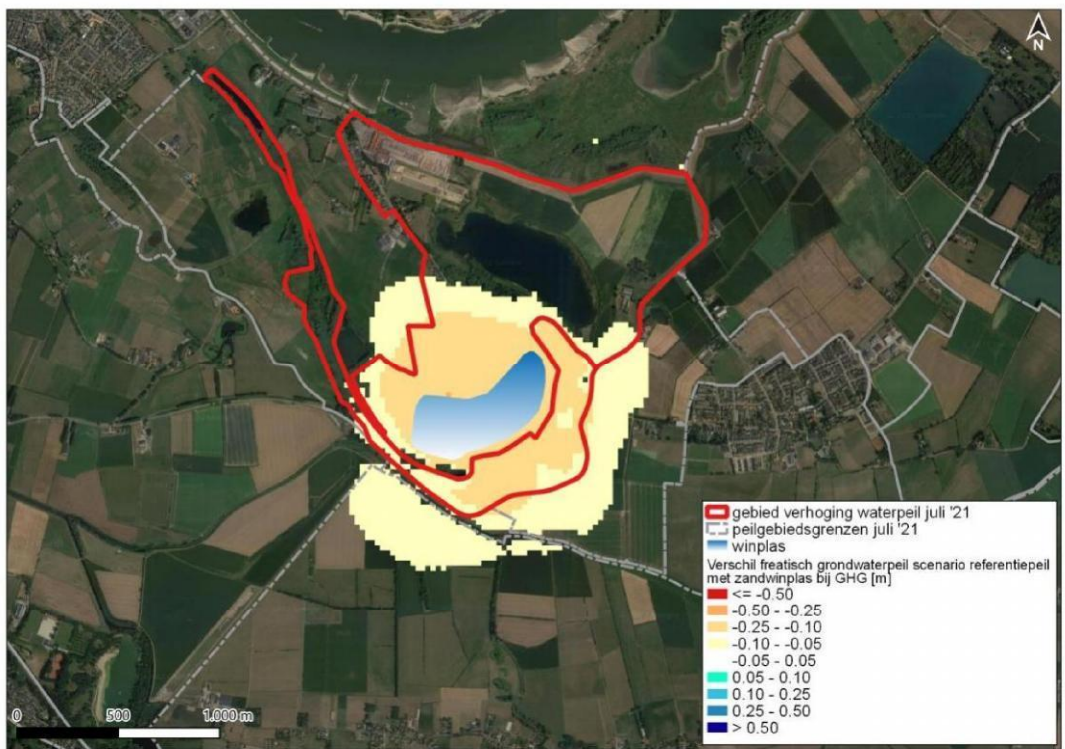 N
gebied verhoging waterpeil juli '21
peilgebiedsgrenzen juli '21
winplas
Verschil freatisch grondwaterpeil scenario referentiepeil
met zandwinplas bij GHG [m]
<= -0.50
-0.50 - -0.25
-0.25 - -0.10
-0.10 - -0.05
-0.05 - 0.05
0.05 - 0.10
0.10 - 0.25
0.25 - 0.50
> 0.50
0 500 1.000 m